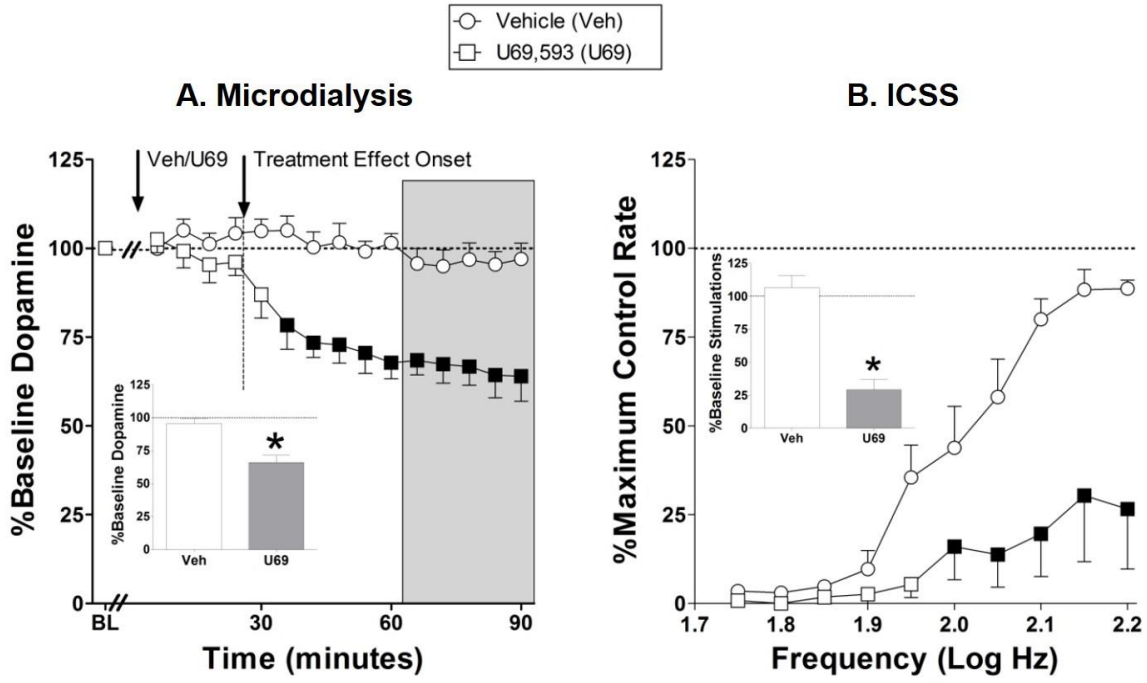 Vehicle (Veh)
U69,593 (U69)
A. Microdialysis
B. ICSS
Veh/U69
Treatment Effect Onset
%Baseline Dopamine
125
100
75
50
25
0
BL
30
60
90
Time (minutes)
%Baseline Dopamine
125
100
75
50
25
0
*
Veh
U69
%Maximum Control Rate
125
100
75
50
25
0
1.7
1.8
1.9
2.0
2.1
2.2
Frequency (Log Hz)
%Baseline Stimulations
125
100
75
50
25
0
*
Veh
U69